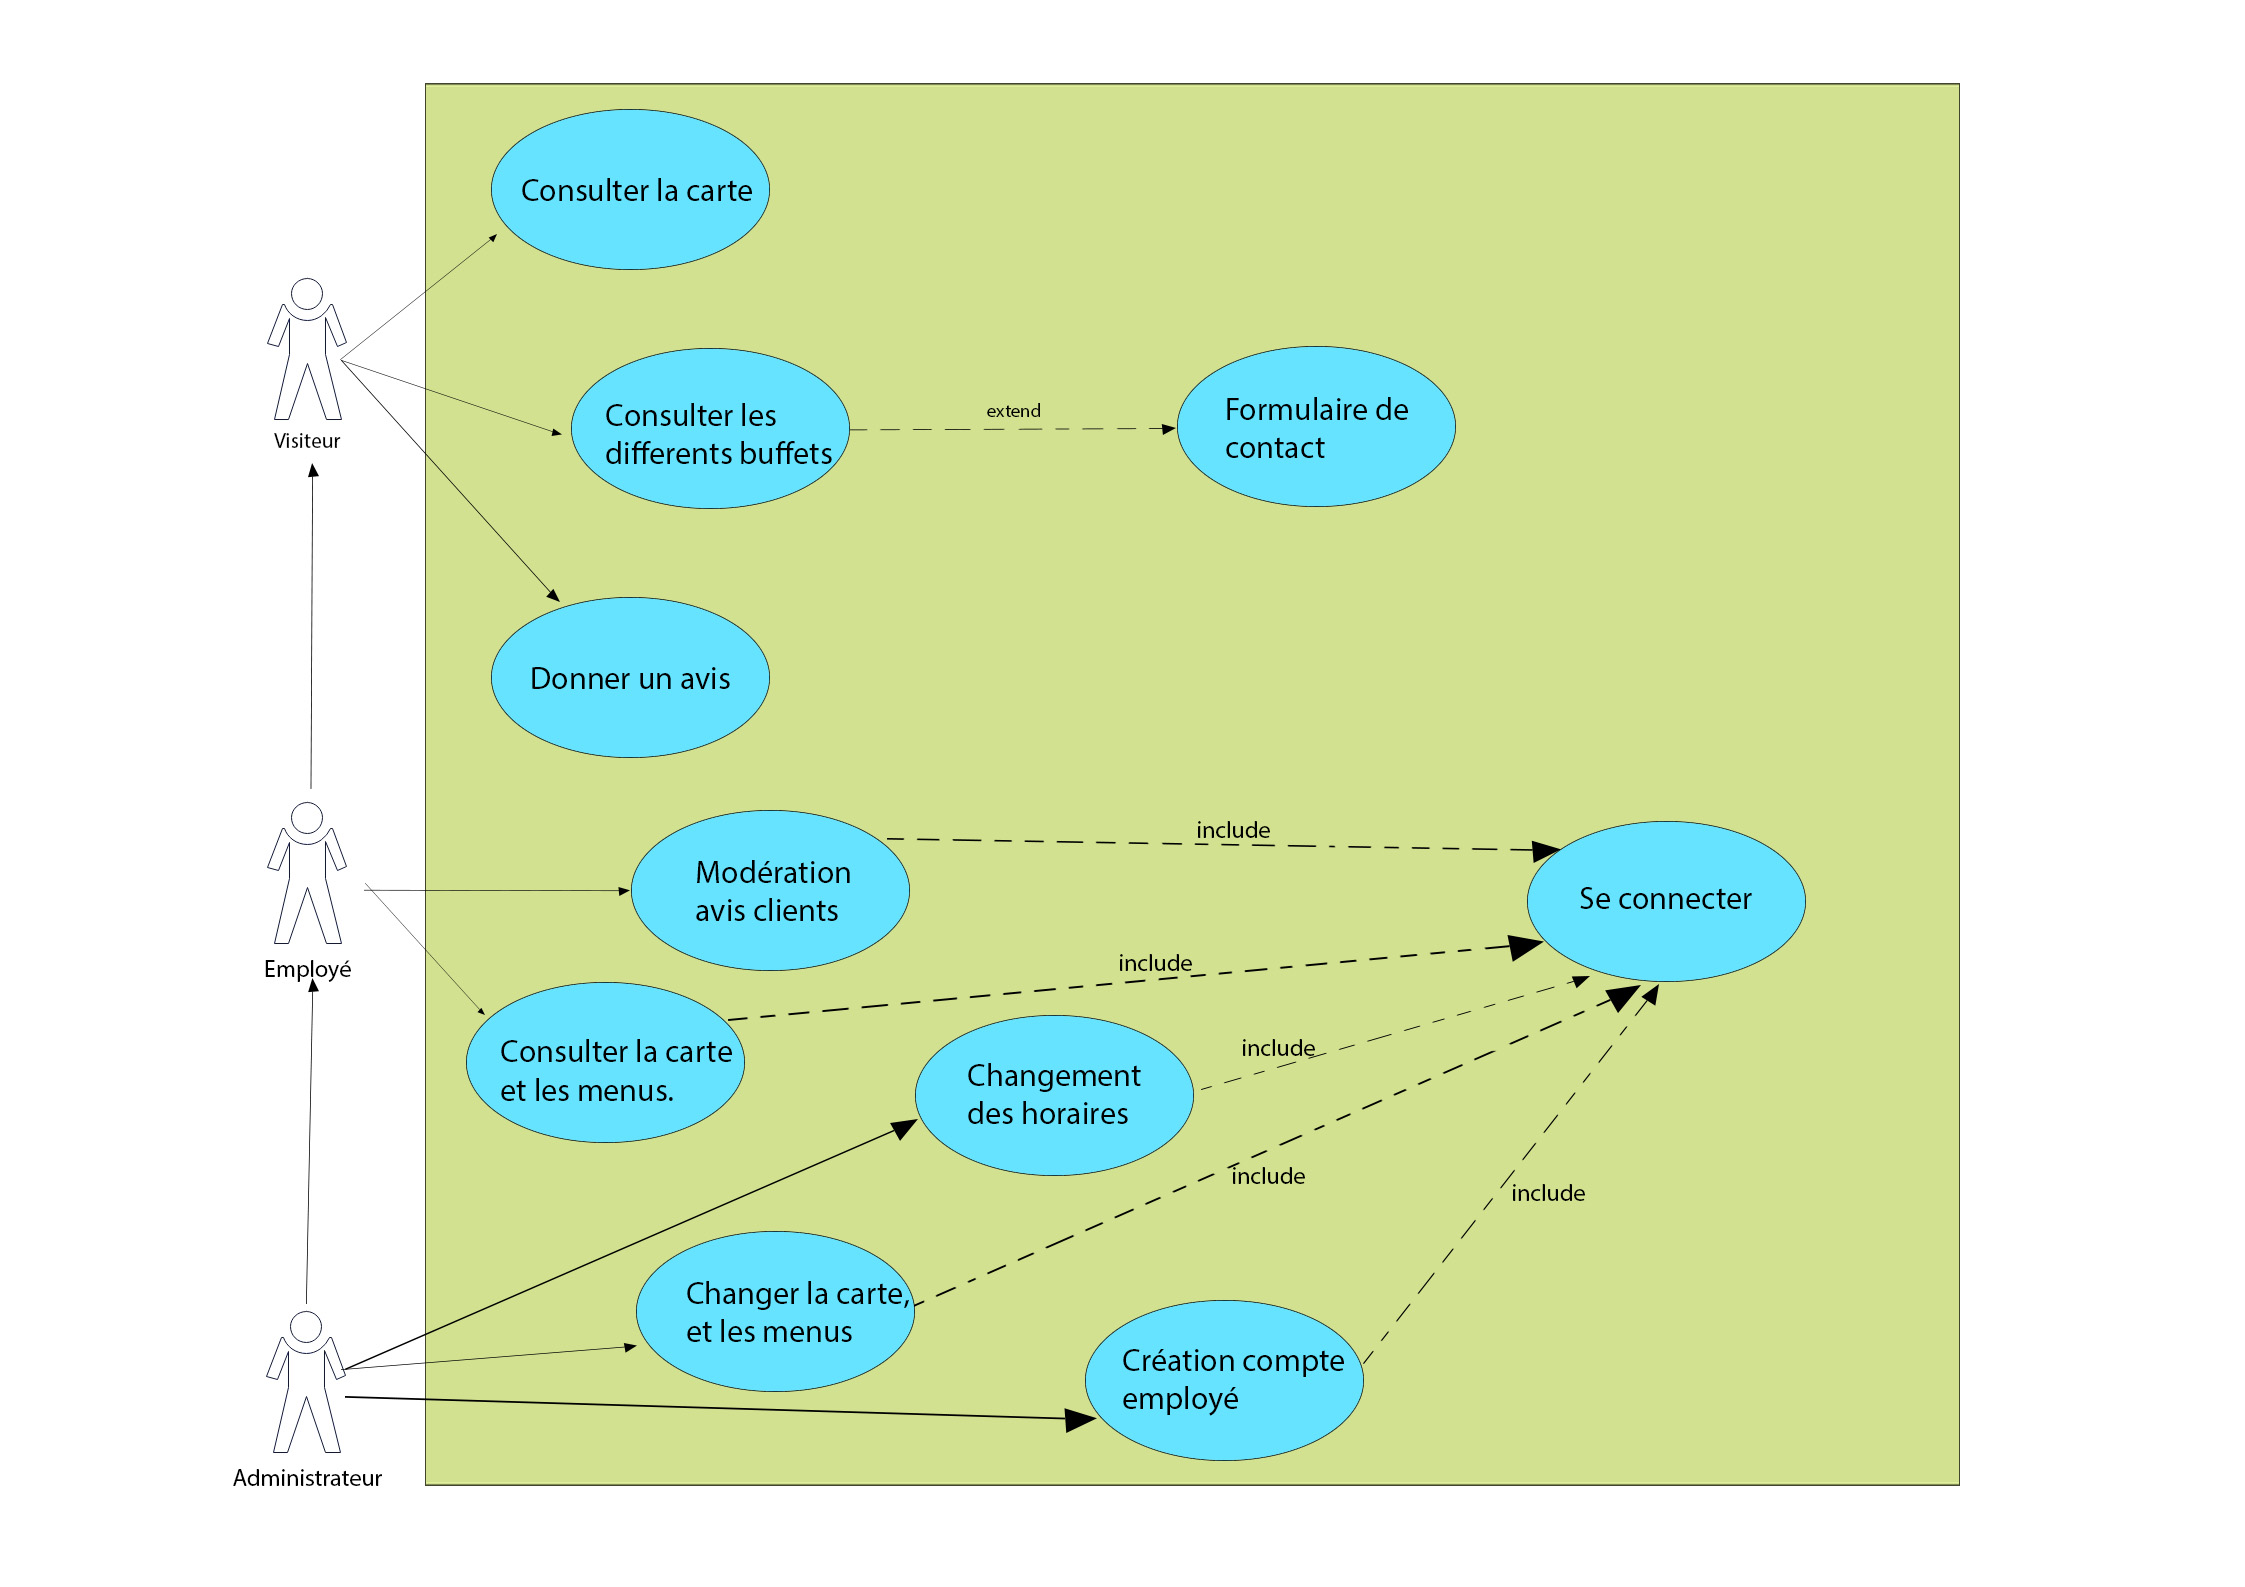 Consulter la carte
Visiteur
Consulter les
differents buffets
extend
Formulaire de
contact
Donner un avis
Employé
Modération
avis clients
include
Se connecter
include
Consulter la carte
et les menus.
Changement
des horaires
include
include
include
Changer la carte,
et les menus
Création compte
employé
Administrateur